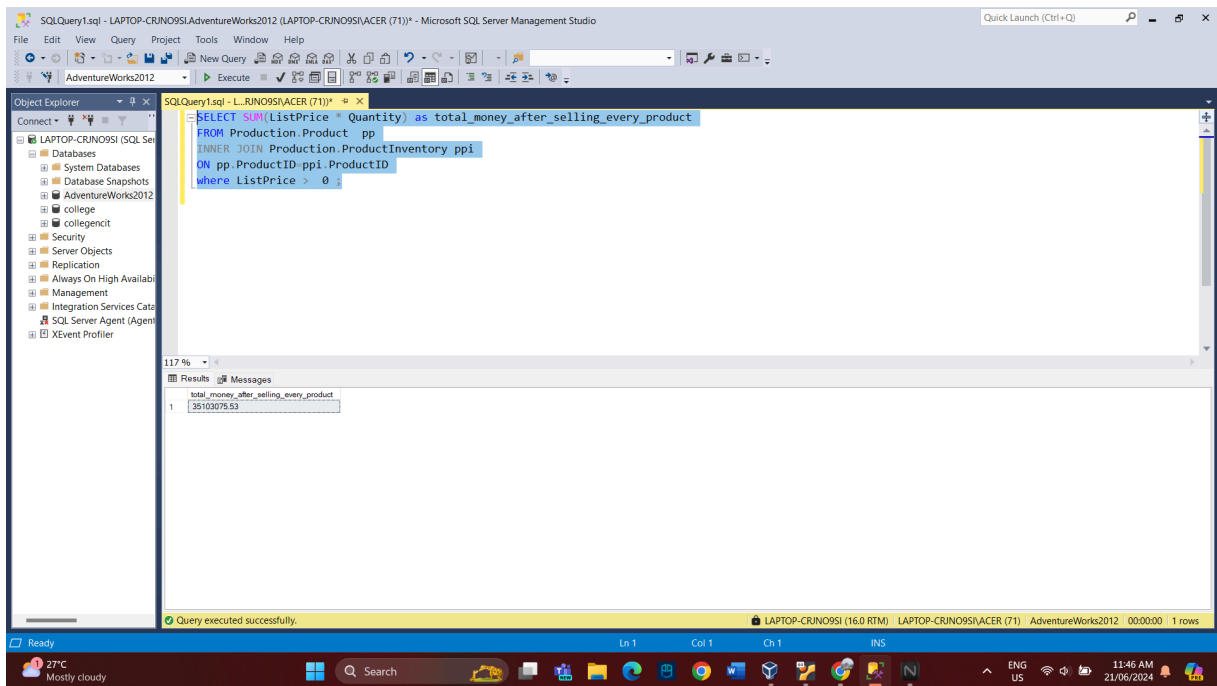 SQLQuery1.sql - LAPTOP-CRJNO9SI.AdventureWorks2012 (LAPTOP-CRJNO9SI\ACER (71))* - Microsoft SQL Server Management Studio
Quick Launch (Ctrl+Q)
File Edit View Query Project Tools Window Help
New Query
AdventureWorks2012
Execute
Object Explorer
SQLQuery1.sql - L...RJNO9SI\ACER (71))*
Connect
LAPTOP-CRJNO9SI (SQL Ser
Databases
System Databases
Database Snapshots
AdventureWorks2012
college
collegencit
Security
Server Objects
Replication
Always On High Availabi
Management
Integration Services Cata
SQL Server Agent (Agent
XEvent Profiler
SELECT SUM(ListPrice * Quantity) as total_money_after_selling_every_product
FROM Production.Product pp
INNER JOIN Production.ProductInventory ppi
ON pp.ProductID=ppi.ProductID
where ListPrice > 0 ;
117 %
Results Messages
total_money_after_selling_every_product
1 35103075.53
Query executed successfully.
LAPTOP-CRJNO9SI (16.0 RTM) LAPTOP-CRJNO9SI\ACER (71) AdventureWorks2012 00:00:00 1 rows
Ready
Ln 1 Col 1 Ch 1 INS
1
27°C
Mostly cloudy
Search
ENG
US
11:46 AM
21/06/2024